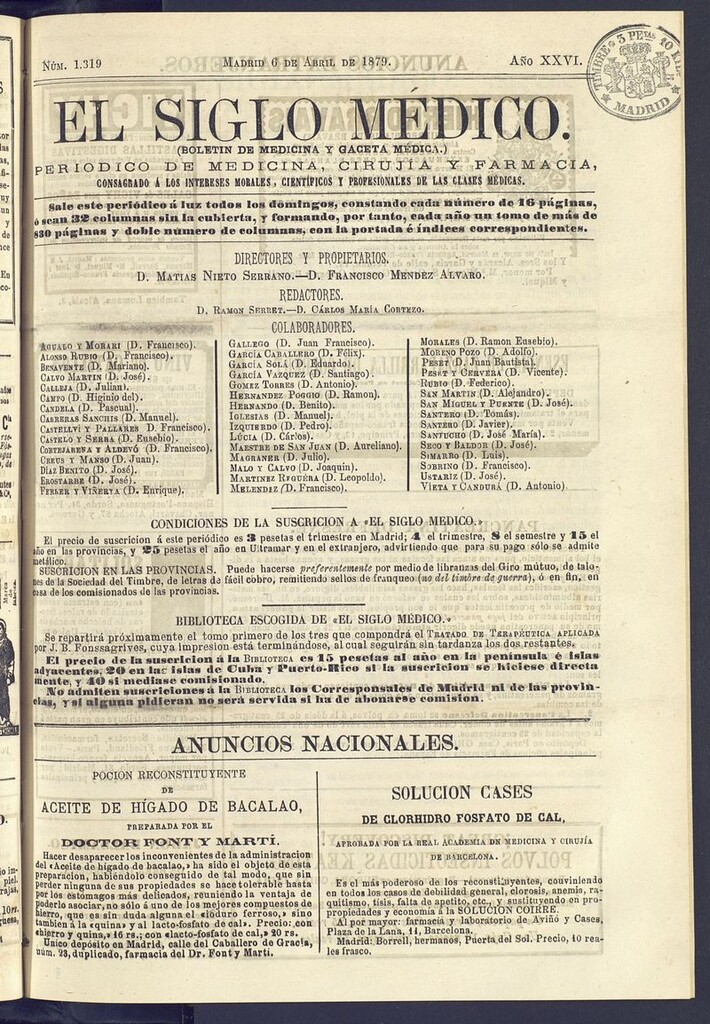 NÚM. 1.319
MADRID 6 DE ABRIL DE 1879.
AÑO XXVI.
TIMBRE 3 PETAS 10 KILS
MADRID
EL SIGLO MÉDICO.
(BOLETIN DE MEDICINA Y GACETA MÉDICA.)
PERIODICO DE MEDICINA, CIRUJÍA Y FARMACIA,
CONSAGRADO Á LOS INTERESES MORALES, CIENTÍFICOS Y PROFESIONALES DE LAS CLASES MÉDICAS.
Sale este periódico á luz todos los domingos, constando cada número de 16 páginas,
ó sean 32 columnas sin la cubierta, y formando, por tanto, cada año un tomo de más de
830 páginas y doble número de columnas, con la portada é índices correspondientes.
DIRECTORES Y PROPIETARIOS.
D. MATIAS NIETO SERRANO.—D. FRANCISCO MENDEZ ALVARO.
REDACTORES.
D. RAMON SERRET.—D. CÁRLOS MARÍA CORTEZO.
COLABORADORES.
AGUALO Y MORARI (D. Francisco).
ALONSO RUBIO (D. Francisco).
BENAVENTE (D. Mariano).
CALVO MARTIN (D. José).
CALLEJA (D. Julian).
CAMPO (D. Higinio del).
CANDELA (D. Pascual).
CARRERAS SANCHIS (D. Manuel).
CASTELLVI Y PALLARES D. Francisco).
CASTELO Y SERRA (D. Eusebio).
CORTEJARENA Y ALDEVÓ (D. Francisco).
CREUS Y MANSO (D. Juan).
DIAZ BENITO (D. José).
EROSTARBE (D. José).
FERRER Y VIÑERTA (D. Enrique).
GALLEGO (D. Juan Francisco).
GARCÍA CABALLERO (D. Félix).
GARCÍA SOLÁ (D. Eduardo).
GARCÍA VAZQUEZ (D. Santiago).
GOMEZ TORRES (D. Antonio).
HERNANDEZ POGGIO (D. Ramon).
HERNANDO (D. Benito).
IGLESIAS (D. Manuel).
IZQUIERDO (D. Pedro).
LÚCIA (D. Cárlos).
MAESTRE DE SAN JUAN (D. Aureliano).
MAGRANER (D. Julio).
MALO Y CALVO (D. Joaquin).
MARTINEZ REGUERA (D. Leopoldo).
MELENDEZ (D. Francisco).
MORALES (D. Ramon Eusebio).
MORENO POZO (D. Adolfo).
PESET (D. Juan Bautista).
PESET Y CERVERA (D. Vicente).
RUBIO (D. Federico).
SAN MARTIN (D. Alejandro).
SAN MIGUEL Y PUENTE (D. José).
SANTERO (D. Tomás).
SANTERO (D. Javier).
SANTUCHO (D. José María).
SECO Y BALDOR (D. José).
SIMARRO (D. Luis).
SOBRINO (D. Francisco).
USTARIZ (D. José).
VIETA Y CANDURÁ (D. Antonio).
CONDICIONES DE LA SUSCRICION Á «EL SIGLO MEDICO.»
El precio de suscricion á este periódico es 3 pesetas el trimestre en Madrid; 4 el trimestre, 8 el semestre y 15 el
año en las provincias, y 25 pesetas el año en Ultramar y en el extranjero, advirtiendo que para su pago sólo se admite
metálico.
SUSCRICION EN LAS PROVINCIAS. Puede hacerse preferentemente por medio de libranzas del Giro mútuo, de talo-
nes de la Sociedad del Timbre, de letras de fácil cobro, remitiendo sellos de franqueo (no del timbre de guerra), ó en fin, en
casa de los comisionados de las provincias.
BIBLIOTECA ESCOGIDA DE «EL SIGLO MÉDICO.»
Se repartirá próximamente el tomo primero de los tres que compondrá el TRATADO DE TERAPÉUTICA APLICADA
por J. B. Fonssagrives, cuya impresion está terminándose, al cual seguirán sin tardanza los dos restantes.
El precio de la suscricion á la BIBLIOTECA es 15 pesetas al año en la península é islas
adyacentes, 20 en las islas de Cuba y Puerto-Rico si la suscricion se hiciese directa
mente, y 40 si mediase comisionado.
No admiten suscriciones á la BIBLIOTECA los Corresponsales de Madrid ni de las provin-
cias, y si alguna pidieran no será servida si ha de abonarse comision.
ANUNCIOS NACIONALES.
POCION RECONSTITUYENTE
DE
ACEITE DE HÍGADO DE BACALAO,
PREPARADA POR EL
DOCTOR FONT Y MARTÍ.
Hacer desaparecer los inconvenientes de la administracion
del «Aceite de hígado de bacalao,» ha sido el objeto de esta
preparacion, habiéndolo conseguido de tal modo, que sin
perder ninguna de sus propiedades se hace tolerable hasta
por los estómagos más delicados, reuniendo la ventaja de
poderlo asociar, no sólo á uno de los mejores compuestos de
hierro, que es sin duda alguna el «ioduro ferroso,» sino
tambien á la «quina» y al lacto-fosfato de cal». Precio: con
«hierro y quina,» 16 rs.; con «lacto-fosfato de cal,» 20 rs.
Unico depósito en Madrid, calle del Caballero de Gracia,
núm. 23, duplicado, farmacia del Dr. Font y Martí.
SOLUCION CASES
DE CLORHIDRO FOSFATO DE CAL,
APROBADA POR LA REAL ACADEMIA DN MEDICINA Y CIRUJÍA
DE BARCELONA.
Es el más poderoso de los reconstituyentes, conviniendo
en todos los casos de debilidad general, clorosis, anemia, ra-
quitismo, tísis, falta de apetito, etc., y sustituyendo en pro-
piedades y economía á la SOLUCION COIRRE.
Al por mayor: farmacia y laboratorio de Aviñó y Cases,
Plaza de la Lana, 11, Barcelona.
Madrid: Borrell, hermanos, Puerta del Sol. Precio, 10 rea-
les frasco.